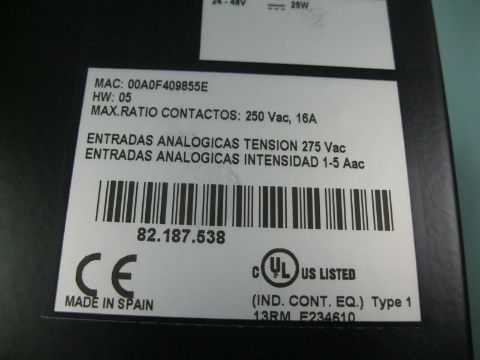 24 - 48V 25W
MAC: 00A0F409855E
HW: 05
MAX.RATIO CONTACTOS: 250 Vac, 16A
ENTRADAS ANALOGICAS TENSION 275 Vac
ENTRADAS ANALOGICAS INTENSIDAD 1-5 Aac
82.187.538
CE
C UL US LISTED
MADE IN SPAIN
(IND. CONT. EQ.) Type 1
13RM E234610